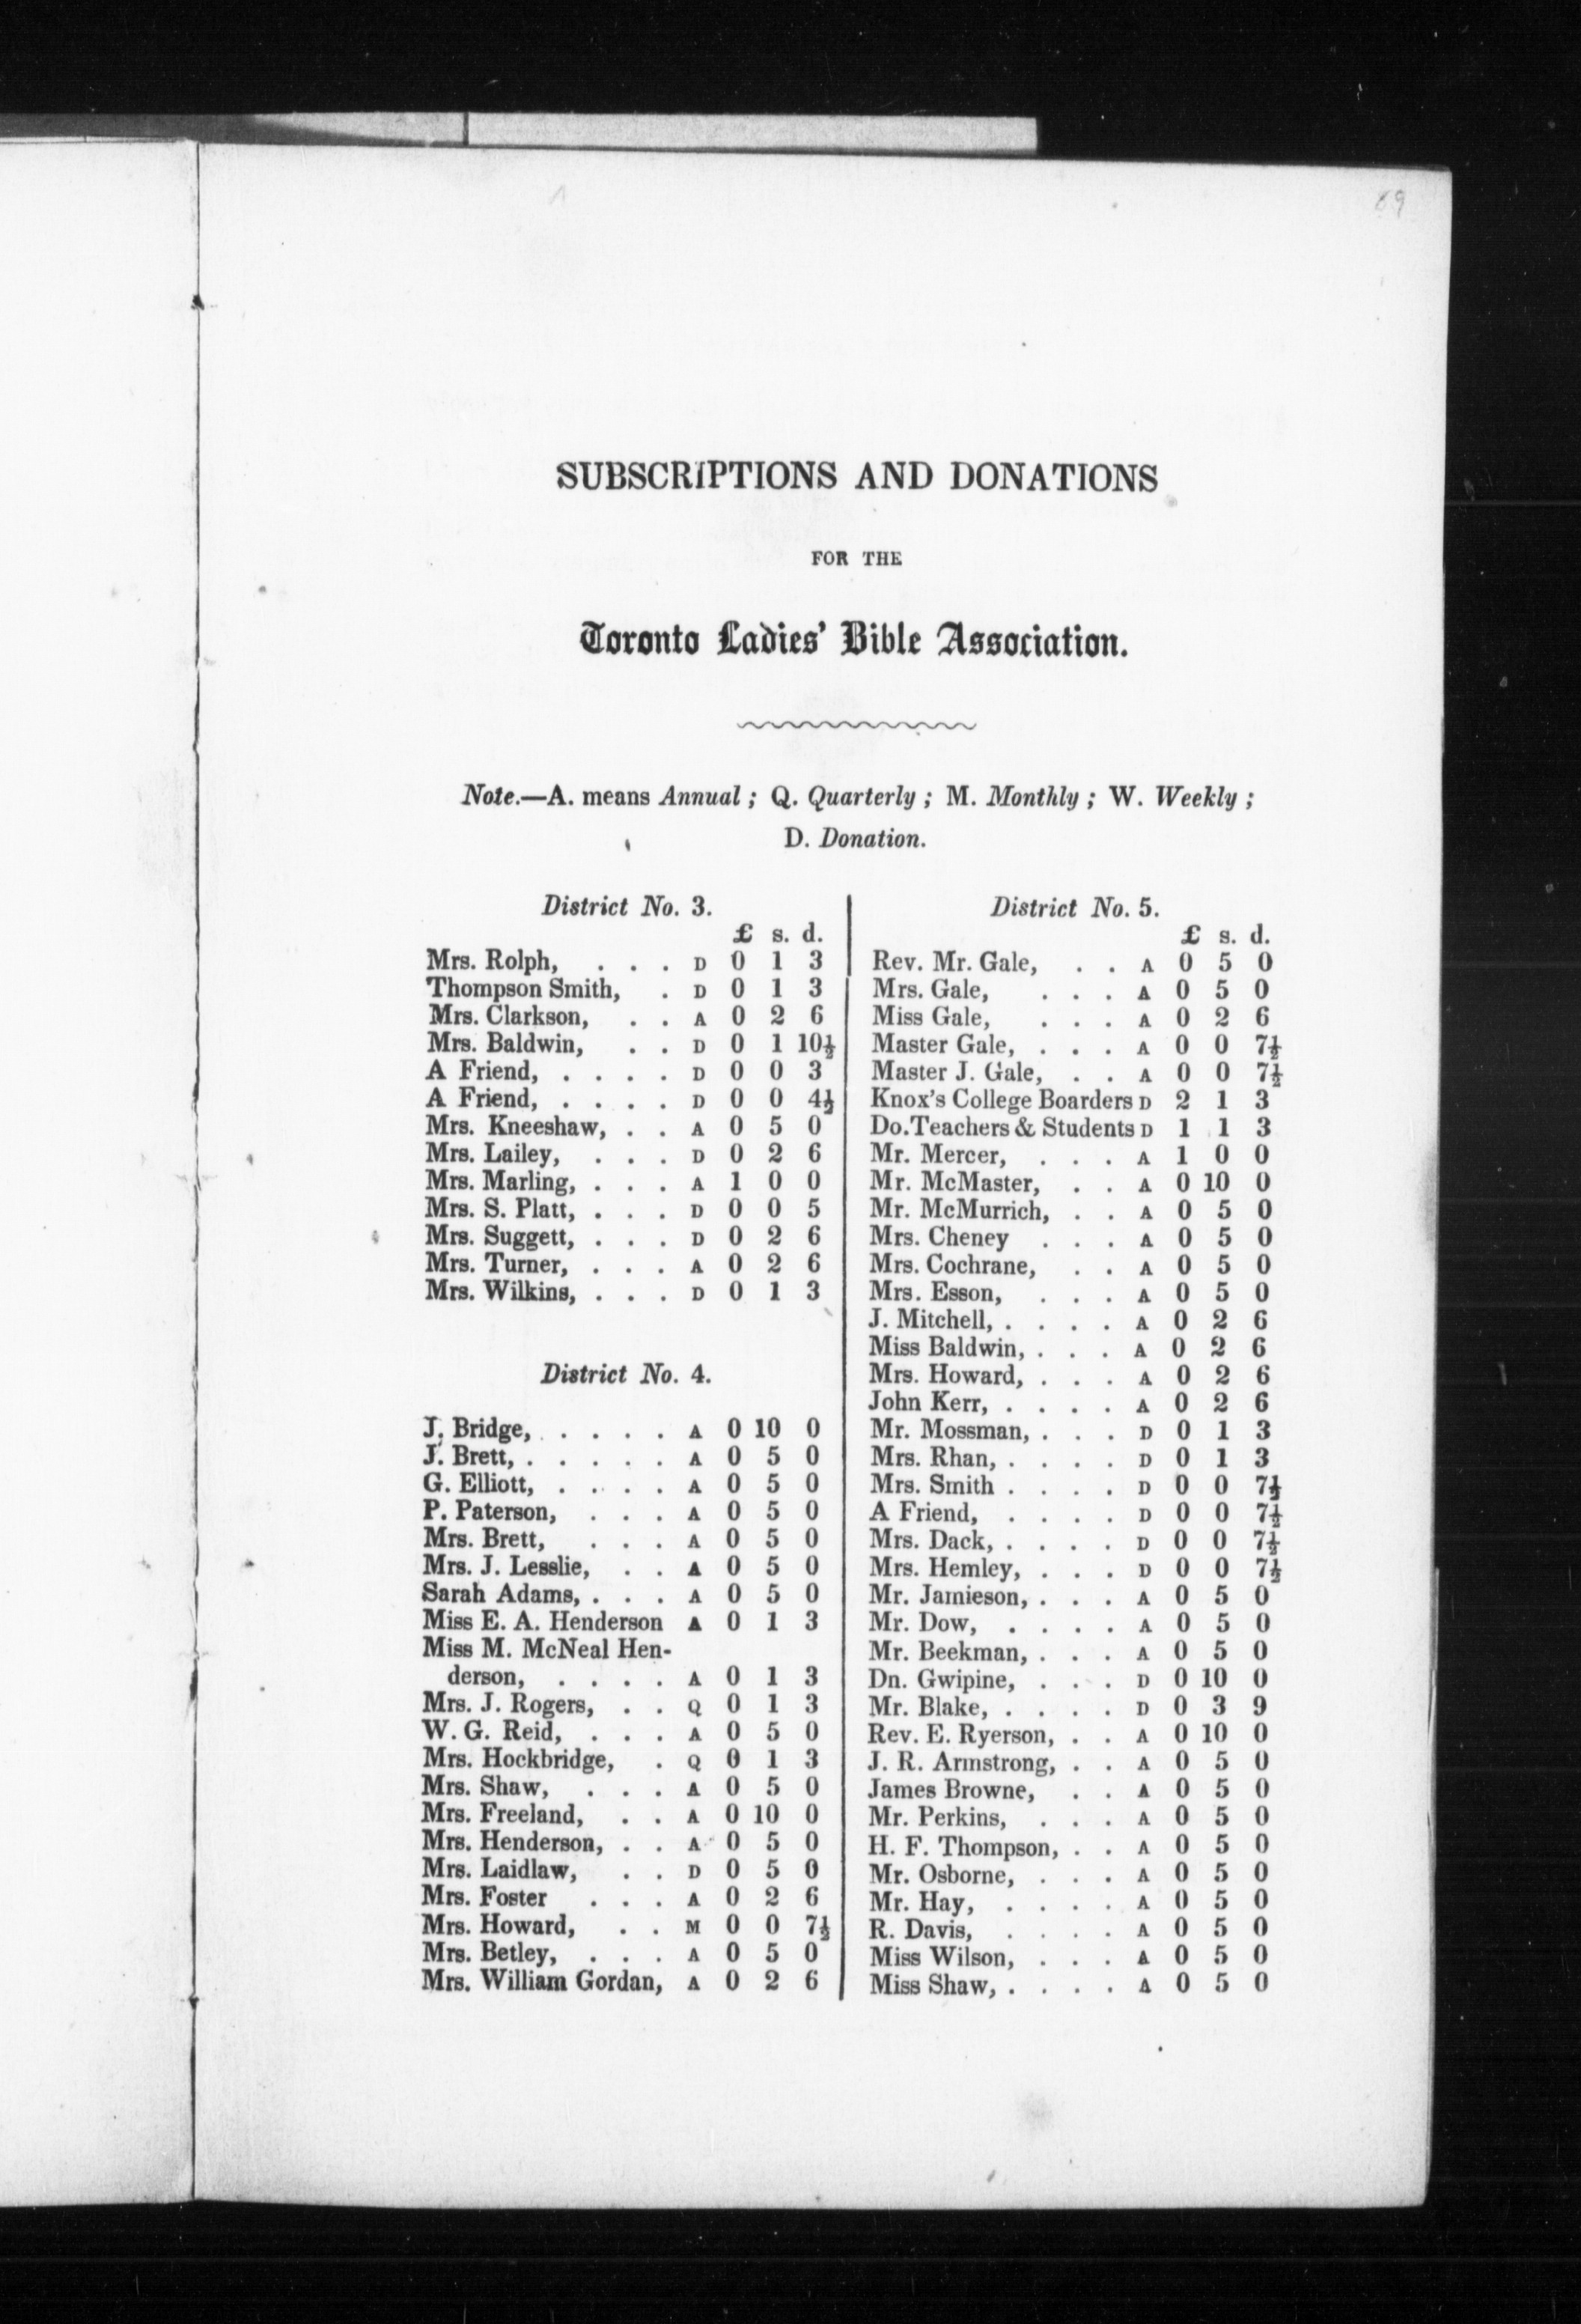 69
SUBSCRIPTIONS AND DONATIONS
FOR THE
Toronto Ladies' Bible Association.
Note.—A. means Annual ; Q. Quarterly ; M. Monthly ; W. Weekly ;
D. Donation.
District No. 3.
£ s. d.
Mrs. Rolph, . . . D 0 1 3
Thompson Smith, . D 0 1 3
Mrs. Clarkson, . . A 0 2 6
Mrs. Baldwin, . . D 0 1 10½
A Friend, . . . . D 0 0 3
A Friend, . . . . D 0 0 4½
Mrs. Kneeshaw, . . A 0 5 0
Mrs. Lailey, . . . D 0 2 6
Mrs. Marling, . . . A 1 0 0
Mrs. S. Platt, . . . D 0 0 5
Mrs. Suggett, . . . D 0 2 6
Mrs. Turner, . . . A 0 2 6
Mrs. Wilkins, . . . D 0 1 3
District No. 4.
J. Bridge, . . . . . A 0 10 0
J. Brett, . . . . . . A 0 5 0
G. Elliott, . . . . . A 0 5 0
P. Paterson, . . . A 0 5 0
Mrs. Brett, . . . A 0 5 0
Mrs. J. Lesslie, . . A 0 5 0
Sarah Adams, . . . A 0 5 0
Miss E. A. Henderson A 0 1 3
Miss M. McNeal Hen-
derson, . . . . A 0 1 3
Mrs. J. Rogers, . . Q 0 1 3
W. G. Reid, . . . A 0 5 0
Mrs. Hockbridge, . Q 0 1 3
Mrs. Shaw, . . . A 0 5 0
Mrs. Freeland, . . A 0 10 0
Mrs. Henderson, . . A 0 5 0
Mrs. Laidlaw, . . D 0 5 0
Mrs. Foster . . . A 0 2 6
Mrs. Howard, . . M 0 0 7½
Mrs. Betley, . . . A 0 5 0
Mrs. William Gordan, A 0 2 6
District No. 5.
£ s. d.
Rev. Mr. Gale, . . A 0 5 0
Mrs. Gale, . . . A 0 5 0
Miss Gale, . . . A 0 2 6
Master Gale, . . . A 0 0 7½
Master J. Gale, . . A 0 0 7½
Knox's College Boarders D 2 1 3
Do. Teachers & Students D 1 1 3
Mr. Mercer, . . . A 1 0 0
Mr. McMaster, . . A 0 10 0
Mr. McMurrich, . . A 0 5 0
Mrs. Cheney . . . A 0 5 0
Mrs. Cochrane, . . A 0 5 0
Mrs. Esson, . . . A 0 5 0
J. Mitchell, . . . . A 0 2 6
Miss Baldwin, . . . A 0 2 6
Mrs. Howard, . . . A 0 2 6
John Kerr, . . . . A 0 2 6
Mr. Mossman, . . . D 0 1 3
Mrs. Rhan, . . . . D 0 1 3
Mrs. Smith . . . . D 0 0 7½
A Friend, . . . . D 0 0 7½
Mrs. Dack, . . . . D 0 0 7½
Mrs. Hemley, . . . D 0 0 7½
Mr. Jamieson, . . . A 0 5 0
Mr. Dow, . . . . A 0 5 0
Mr. Beekman, . . . A 0 5 0
Dn. Gwipine, . . . D 0 10 0
Mr. Blake, . . . . D 0 3 9
Rev. E. Ryerson, . . A 0 10 0
J. R. Armstrong, . . A 0 5 0
James Browne, . . A 0 5 0
Mr. Perkins, . . . A 0 5 0
H. F. Thompson, . . A 0 5 0
Mr. Osborne, . . . A 0 5 0
Mr. Hay, . . . . A 0 5 0
R. Davis, . . . . A 0 5 0
Miss Wilson, . . . A 0 5 0
Miss Shaw, . . . . A 0 5 0